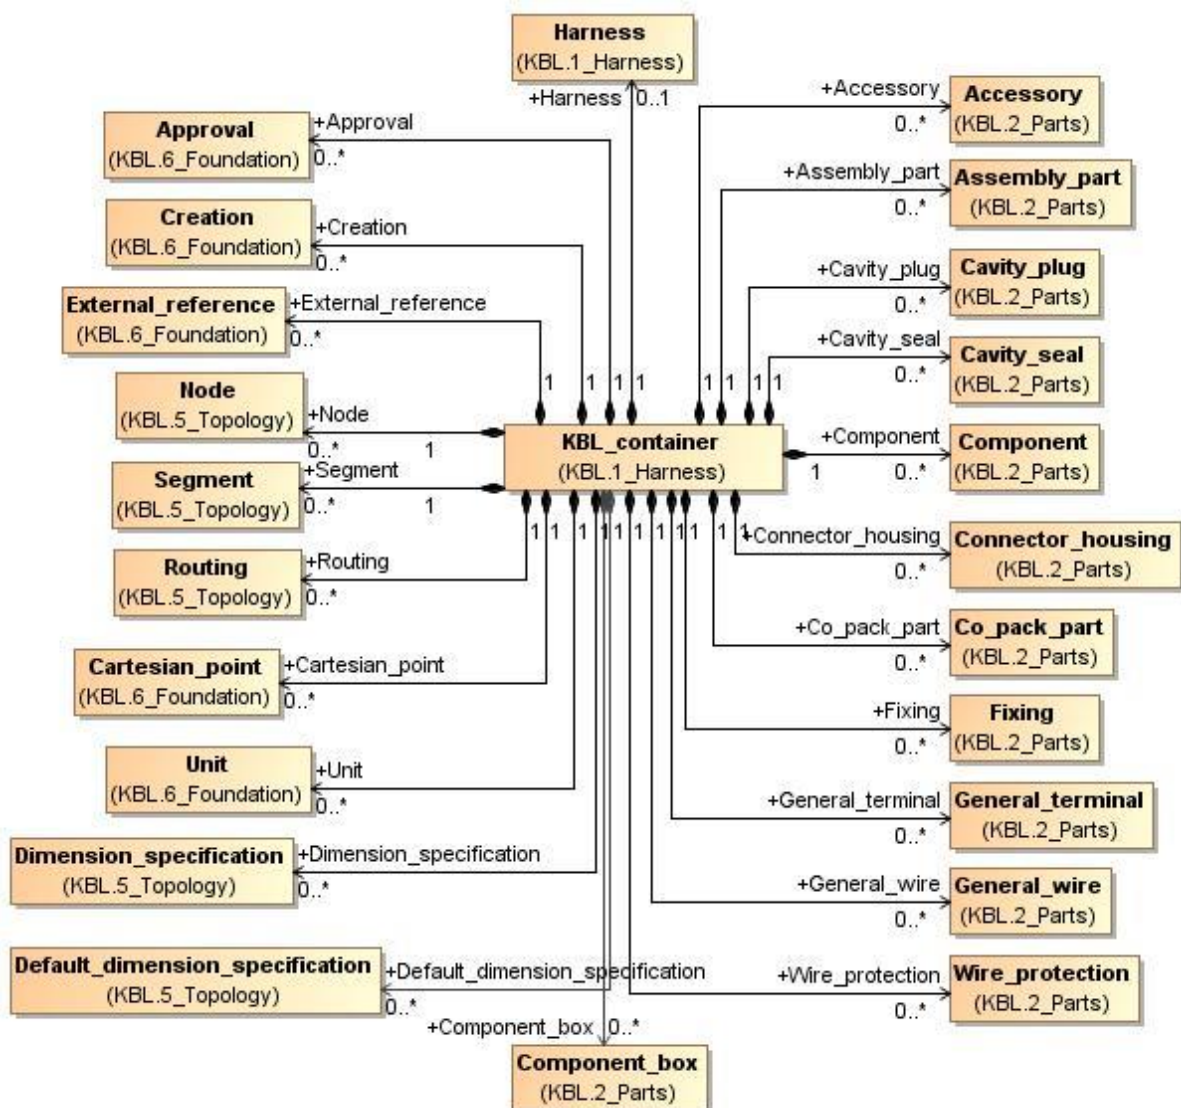 Harness
(KBL.1_Harness)
+Harness 0..1
Approval
(KBL.6_Foundation)
+Approval
0..*
Creation
(KBL.6_Foundation)
+Creation
0..*
External_reference
(KBL.6_Foundation)
+External_reference
0..*
Node
(KBL.5_Topology)
+Node
0..*
1
Segment
(KBL.5_Topology)
+Segment
0..*
1
Routing
(KBL.5_Topology)
+Routing
0..*
Cartesian_point
(KBL.6_Foundation)
+Cartesian_point
0..*
Unit
(KBL.6_Foundation)
+Unit
0..*
Dimension_specification
(KBL.5_Topology)
+Dimension_specification
0..*
Default_dimension_specification
(KBL.5_Topology)
+Default_dimension_specification
0..*
1 1 1 1 1 1 1 1
KBL_container
(KBL.1_Harness)
1 1 1 1 1 1 1 1 1 1 1 1
+Component_box 0..*
Component_box
(KBL.2_Parts)
+Accessory
0..*
Accessory
(KBL.2_Parts)
+Assembly_part
0..*
Assembly_part
(KBL.2_Parts)
+Cavity_plug
0..*
Cavity_plug
(KBL.2_Parts)
+Cavity_seal
0..*
Cavity_seal
(KBL.2_Parts)
+Component
1
0..*
Component
(KBL.2_Parts)
+Connector_housing
0..*
Connector_housing
(KBL.2_Parts)
+Co_pack_part
0..*
Co_pack_part
(KBL.2_Parts)
+Fixing
0..*
Fixing
(KBL.2_Parts)
+General_terminal
0..*
General_terminal
(KBL.2_Parts)
+General_wire
0..*
General_wire
(KBL.2_Parts)
+Wire_protection
0..*
Wire_protection
(KBL.2_Parts)